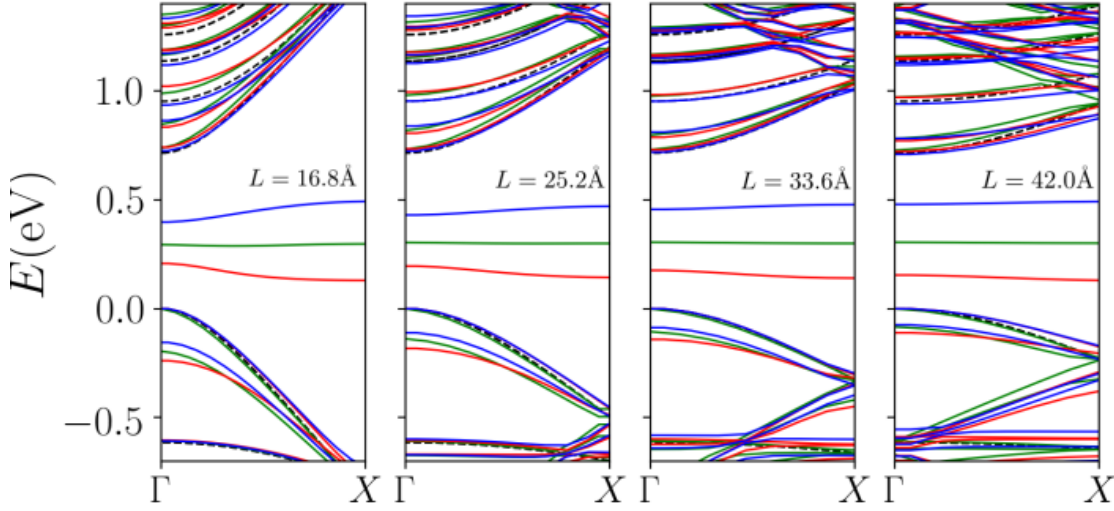 E(eV)
1.0
0.5
0.0
−0.5
L = 16.8Å
L = 25.2Å
L = 33.6Å
L = 42.0Å
Γ X Γ X Γ X Γ X